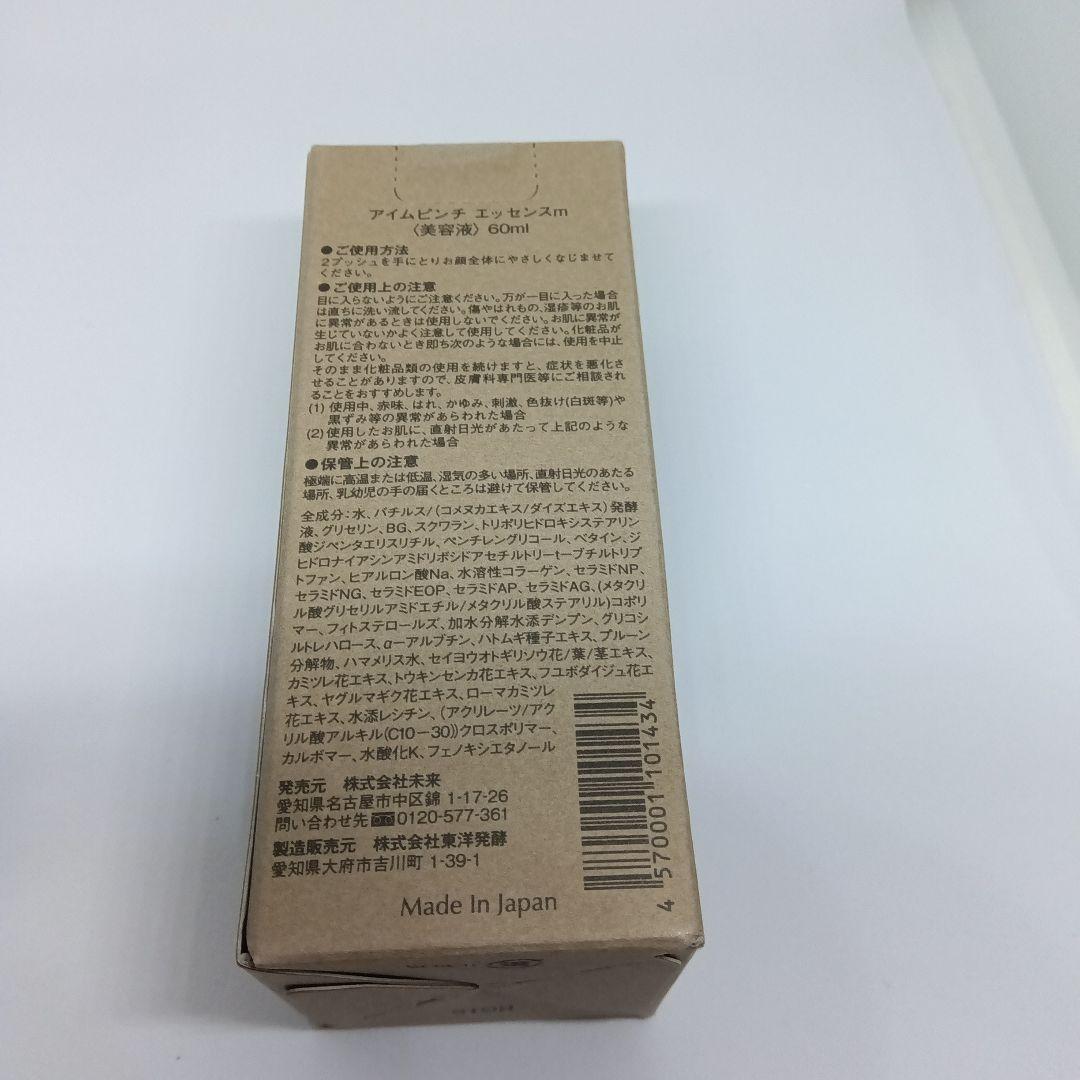 アイムピンチ エッセンスm
〈美容液〉60ml
●ご使用方法
2プッシュを手にとりお顔全体にやさしくなじませて
ください。
●ご使用上の注意
目に入らないようにご注意ください。万が一目に入った場合
は直ちに洗い流してください。傷やはれもの、湿疹等のお肌
に異常があるときは使用しないでください。お肌に異常が
生じていないかよく注意して使用してください。化粧品が
お肌に合わないとき即ち次のような場合には、使用を中止
してください。
そのまま化粧品類の使用を続けますと、症状を悪化さ
せることがありますので、皮膚科専門医等にご相談され
ることをおすすめします。
(1) 使用中、赤味、はれ、かゆみ、刺激、色抜け(白斑等)や
黒ずみ等の異常があらわれた場合
(2) 使用したお肌に、直射日光があたって上記のような
異常があらわれた場合
●保管上の注意
極端に高温または低温、湿気の多い場所、直射日光のあたる
場所、乳幼児の手の届くところは避けて保管してください。
全成分：水、バチルス/(コメヌカエキス/ダイズエキス)発酵
液、グリセリン、BG、スクワラン、トリポリヒドロキシステアリン
酸ジペンタエリスリチル、ペンチレングリコール、ベタイン、ジ
ヒドロナイアシンアミドリボシドアセチルトリーtーブチルトリプ
トファン、ヒアルロン酸Na、水溶性コラーゲン、セラミドNP、
セラミドNG、セラミドEOP、セラミドAP、セラミドAG、(メタクリ
ル酸グリセリルアミドエチル/メタクリル酸ステアリル)コポリ
マー、フィトステロールズ、加水分解水添デンプン、グリコシ
ルトレハロース、α－アルブチン、ハトムギ種子エキス、プルーン
分解物、ハマメリス水、セイヨウオトギリソウ花/葉/茎エキス、
カミツレ花エキス、トウキンセンカ花エキス、フユボダイジュ花エ
キス、ヤグルマギク花エキス、ローマカミツレ
花エキス、水添レシチン、(アクリレーツ/アク
リル酸アルキル(C10－30))クロスポリマー、
カルボマー、水酸化K、フェノキシエタノール
発売元 株式会社未来
愛知県名古屋市中区錦 1-17-26
問い合わせ先 0120-577-361
製造販売元 株式会社東洋発酵
愛知県大府市吉川町 1-39-1
4 570001 101434
Made In Japan